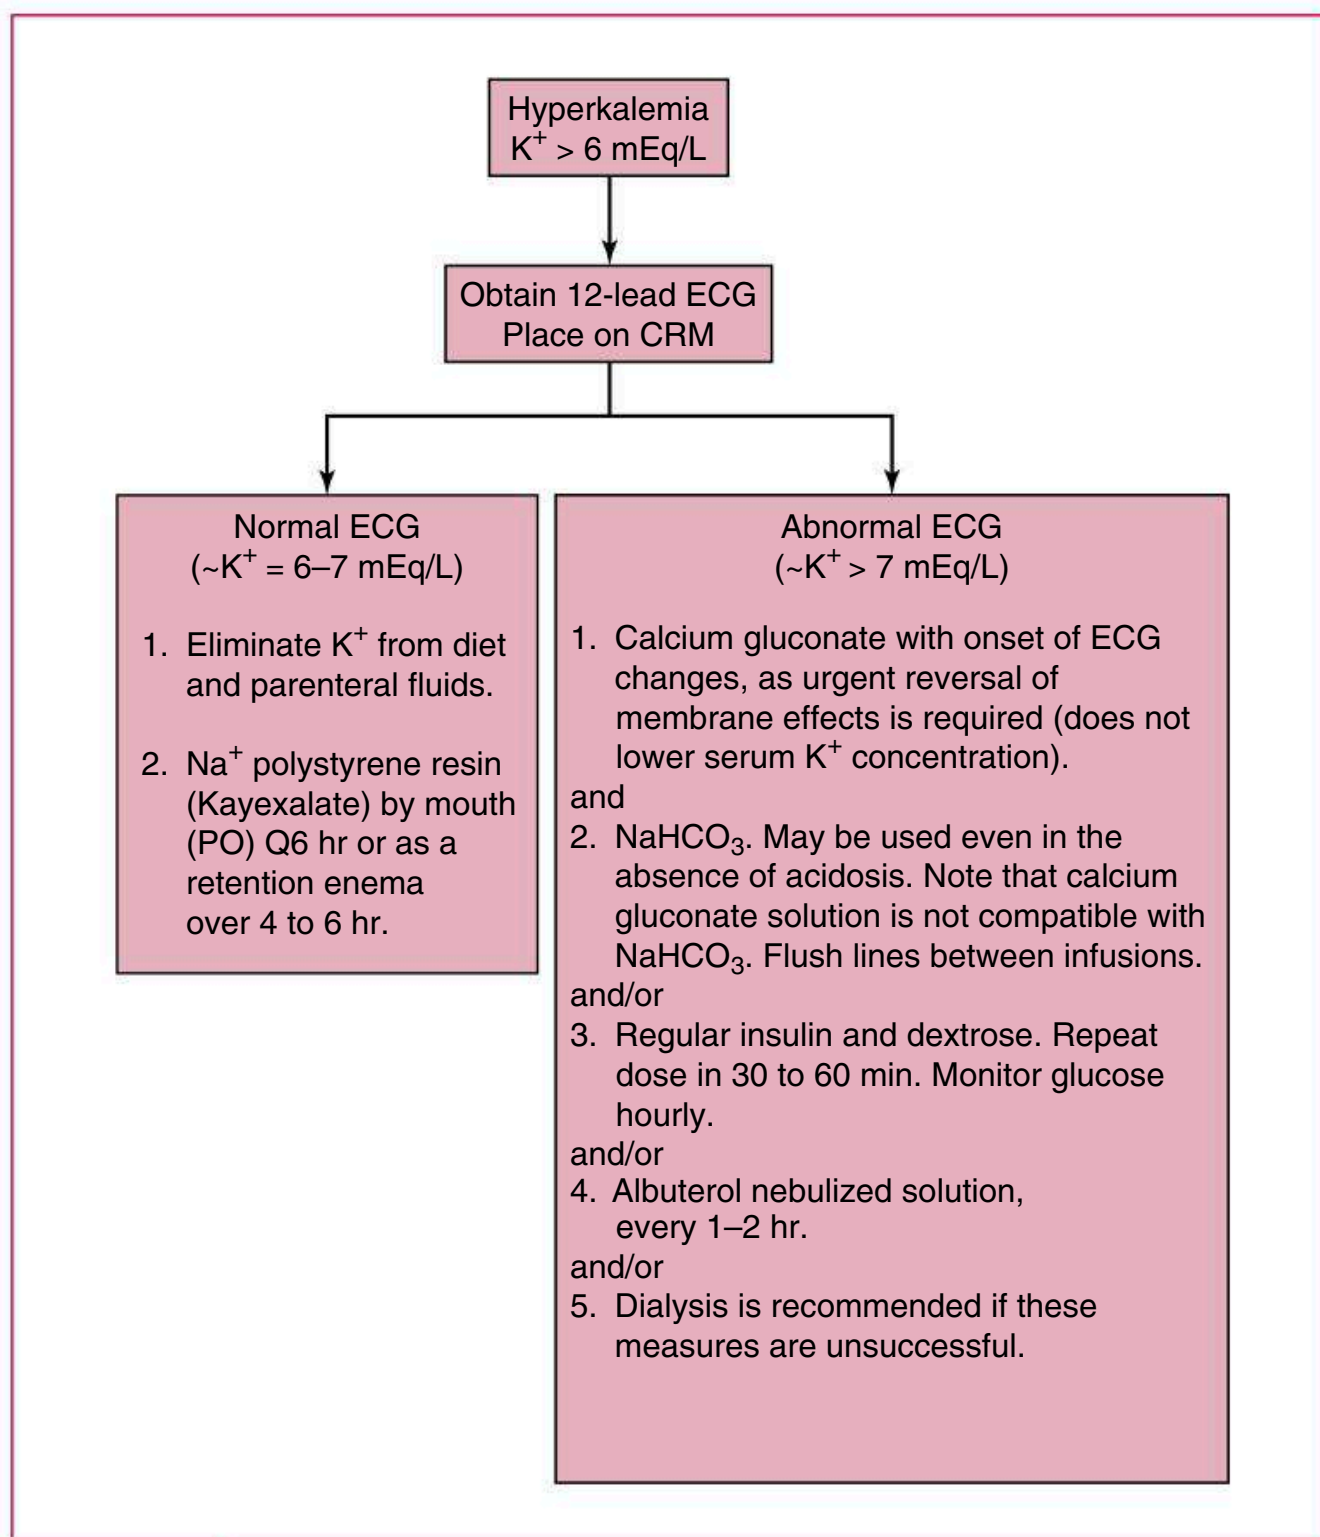 Hyperkalemia
K⁺ > 6 mEq/L
Obtain 12-lead ECG
Place on CRM
Normal ECG
(~K⁺ = 6–7 mEq/L)
1. Eliminate K⁺ from diet
and parenteral fluids.
2. Na⁺ polystyrene resin
(Kayexalate) by mouth
(PO) Q6 hr or as a
retention enema
over 4 to 6 hr.
Abnormal ECG
(~K⁺ > 7 mEq/L)
1. Calcium gluconate with onset of ECG
changes, as urgent reversal of
membrane effects is required (does not
lower serum K⁺ concentration).
and
2. NaHCO₃. May be used even in the
absence of acidosis. Note that calcium
gluconate solution is not compatible with
NaHCO₃. Flush lines between infusions.
and/or
3. Regular insulin and dextrose. Repeat
dose in 30 to 60 min. Monitor glucose
hourly.
and/or
4. Albuterol nebulized solution,
every 1–2 hr.
and/or
5. Dialysis is recommended if these
measures are unsuccessful.